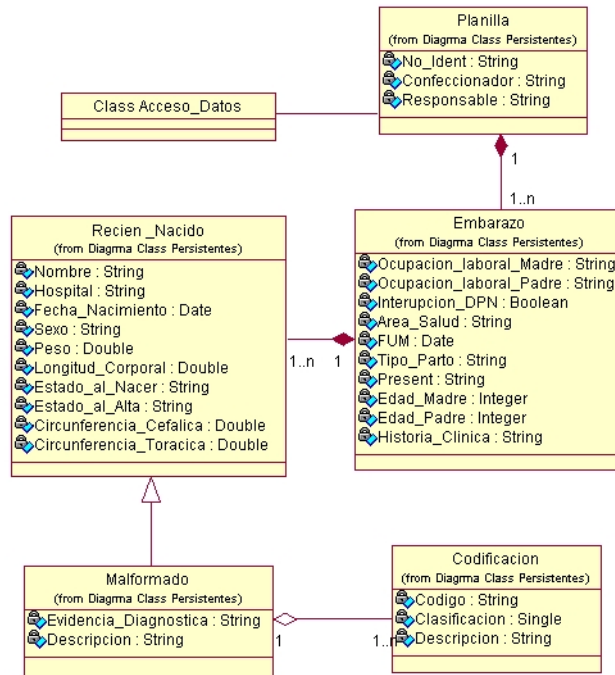 Planilla
(from Diagrma Class Persistentes)
No_Ident : String
Confeccionador : String
Responsable : String
Class Acceso_Datos
1
1..n
Recien _Nacido
(from Diagrma Class Persistentes)
Nombre : String
Hospital : String
Fecha_Nacimiento : Date
Sexo : String
Peso : Double
Longitud_Corporal : Double
Estado_al_Nacer : String
Estado_al_Alta : String
Circunferencia_Cefalica : Double
Circunferencia_Toracica : Double
1..n
1
Embarazo
(from Diagrma Class Persistentes)
Ocupacion_laboral_Madre : String
Ocupacion_laboral_Padre : String
Interupcion_DPN : Boolean
Area_Salud : String
FUM : Date
Tipo_Parto : String
Present : String
Edad_Madre : Integer
Edad_Padre : Integer
Historia_Clinica : String
Malformado
(from Diagrma Class Persistentes)
Evidencia_Diagnostica : String
Descripcion : String
1
1..n
Codificacion
(from Diagrma Class Persistentes)
Codigo : String
Clasificacion : Single
Descripcion : String